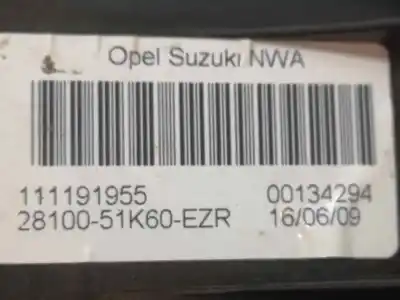 Opel Suzuki NWA
111191955 00134294
28100-51K60-EZR 16/06/09